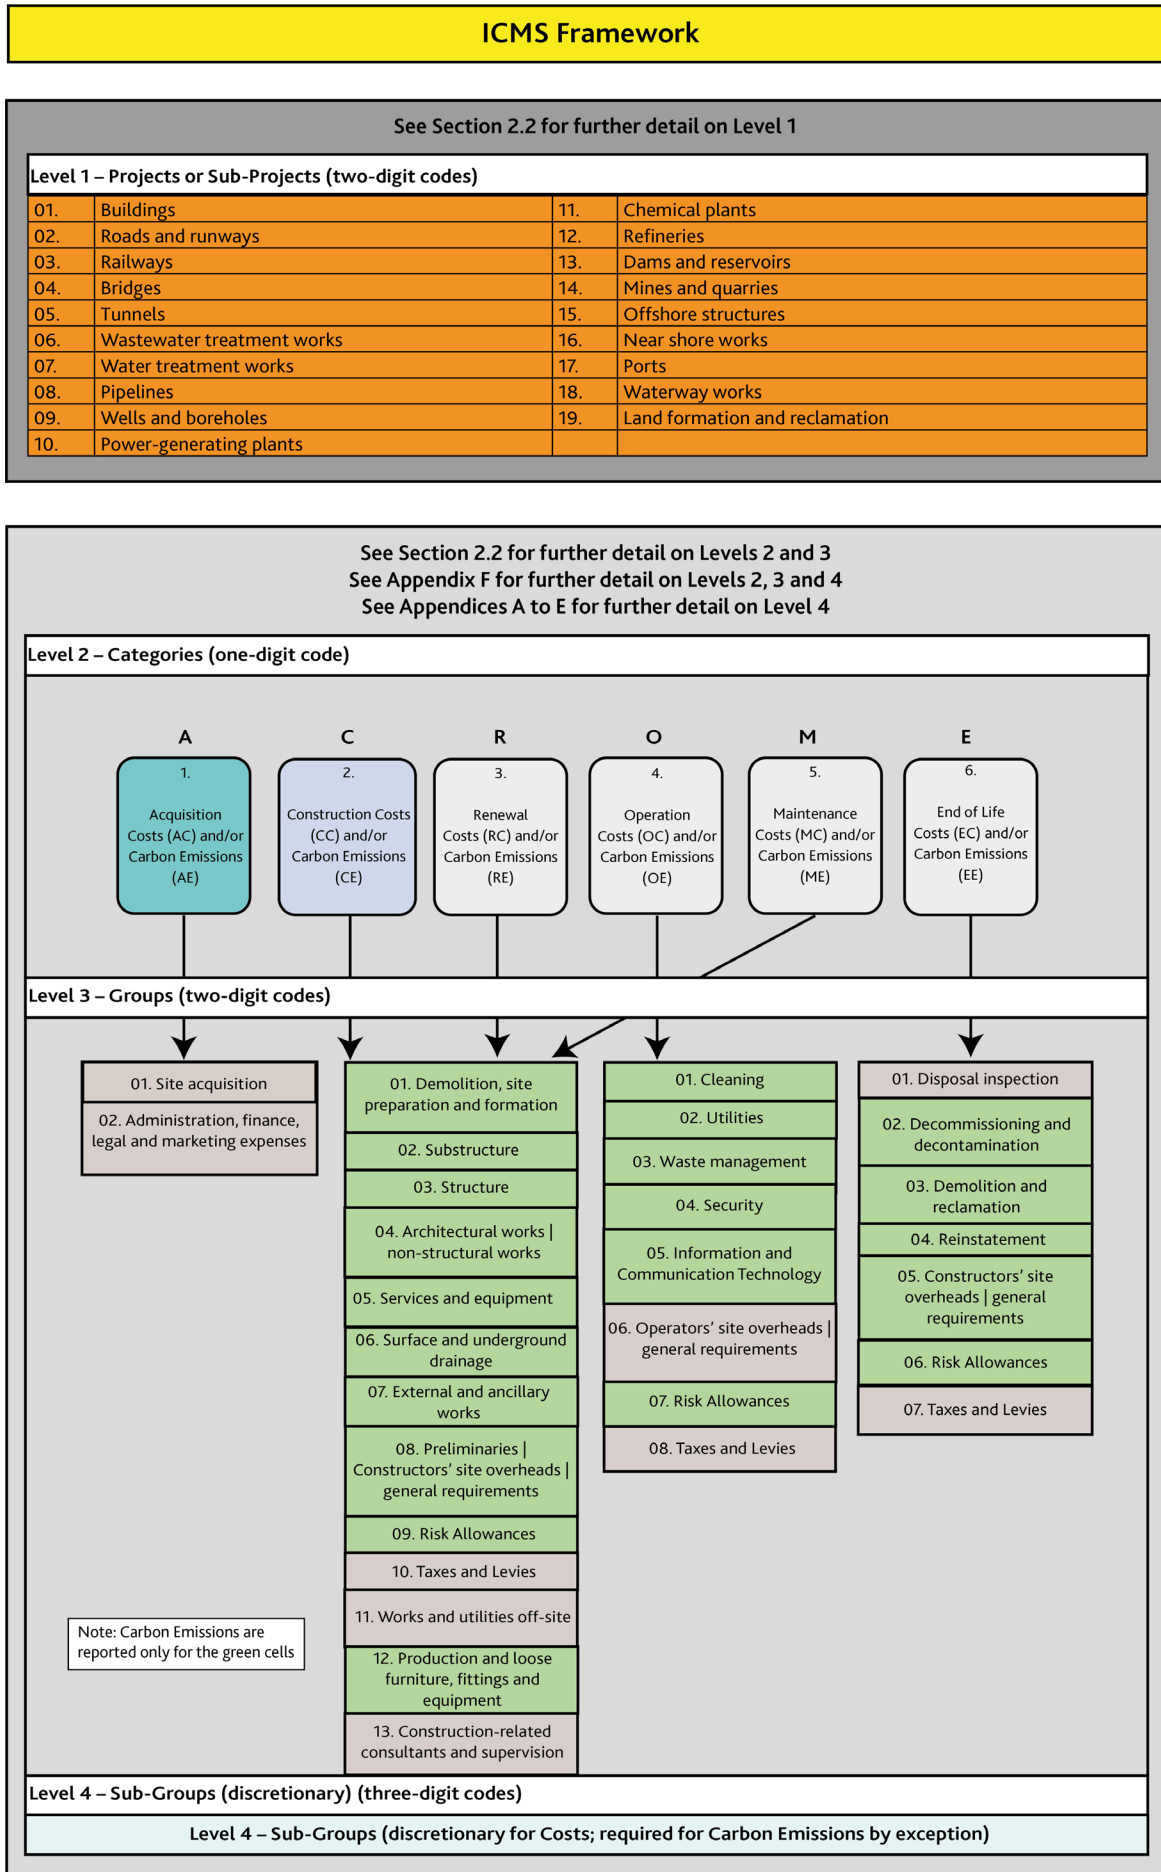 ICMS Framework
See Section 2.2 for further detail on Level 1
Level 1 – Projects or Sub-Projects (two-digit codes)
01. Buildings 11. Chemical plants
02. Roads and runways 12. Refineries
03. Railways 13. Dams and reservoirs
04. Bridges 14. Mines and quarries
05. Tunnels 15. Offshore structures
06. Wastewater treatment works 16. Near shore works
07. Water treatment works 17. Ports
08. Pipelines 18. Waterway works
09. Wells and boreholes 19. Land formation and reclamation
10. Power-generating plants
See Section 2.2 for further detail on Levels 2 and 3
See Appendix F for further detail on Levels 2, 3 and 4
See Appendices A to E for further detail on Level 4
Level 2 – Categories (one-digit code)
A
1.
Acquisition
Costs (AC) and/or
Carbon Emissions
(AE)
C
2.
Construction Costs
(CC) and/or
Carbon Emissions
(CE)
R
3.
Renewal
Costs (RC) and/or
Carbon Emissions
(RE)
O
4.
Operation
Costs (OC) and/or
Carbon Emissions
(OE)
M
5.
Maintenance
Costs (MC) and/or
Carbon Emissions
(ME)
E
6.
End of Life
Costs (EC) and/or
Carbon Emissions
(EE)
Level 3 – Groups (two-digit codes)
01. Site acquisition
02. Administration, finance,
legal and marketing expenses
01. Demolition, site
preparation and formation
02. Substructure
03. Structure
04. Architectural works |
non-structural works
05. Services and equipment
06. Surface and underground
drainage
07. External and ancillary
works
08. Preliminaries |
Constructors’ site overheads |
general requirements
09. Risk Allowances
10. Taxes and Levies
11. Works and utilities off-site
12. Production and loose
furniture, fittings and
equipment
13. Construction-related
consultants and supervision
01. Cleaning
02. Utilities
03. Waste management
04. Security
05. Information and
Communication Technology
06. Operators’ site overheads |
general requirements
07. Risk Allowances
08. Taxes and Levies
01. Disposal inspection
02. Decommissioning and
decontamination
03. Demolition and
reclamation
04. Reinstatement
05. Constructors’ site
overheads | general
requirements
06. Risk Allowances
07. Taxes and Levies
Note: Carbon Emissions are
reported only for the green cells
Level 4 – Sub-Groups (discretionary) (three-digit codes)
Level 4 – Sub-Groups (discretionary for Costs; required for Carbon Emissions by exception)